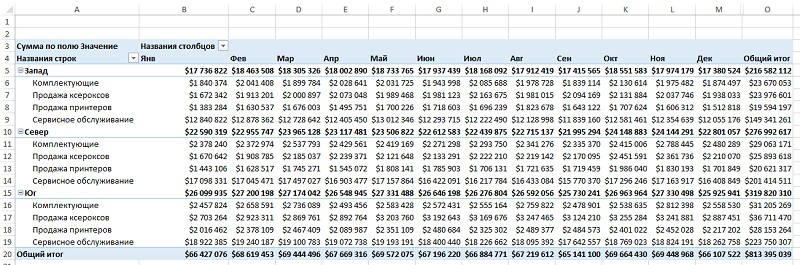 A B C D E F G H I J K L M N O
1
2
3 Сумма по полю Значение Названия столбцов
4 Названия строк Янв Фев Мар Апр Май Июн Июл Авг Сен Окт Ноя Дек Общий итог
5 Запад $17 736 822 $18 463 508 $18 305 326 $18 002 890 $18 733 765 $17 937 439 $18 168 092 $17 912 419 $17 415 565 $18 551 583 $17 974 179 $17 380 524 $216 582 112
6 Комплектующие $1 840 374 $2 041 408 $1 899 784 $2 028 641 $2 031 725 $1 943 998 $2 085 688 $1 978 728 $1 839 114 $2 130 614 $1 975 482 $1 874 497 $23 670 053
7 Продажа ксероксов $1 672 342 $1 913 201 $2 000 897 $2 073 048 $1 989 468 $1 981 123 $2 163 675 $1 981 015 $2 094 169 $2 131 884 $2 037 746 $1 938 033 $23 976 601
8 Продажа принтеров $1 383 284 $1 630 537 $1 676 003 $1 495 751 $1 700 226 $1 718 603 $1 696 239 $1 823 678 $1 643 122 $1 707 624 $1 606 312 $1 512 818 $19 594 197
9 Сервисное обслуживание $12 840 822 $12 878 362 $12 728 642 $12 405 450 $13 012 346 $12 293 715 $12 222 490 $12 128 998 $11 839 160 $12 581 461 $12 354 639 $12 055 176 $149 341 261
10 Север $22 590 319 $22 955 747 $23 965 128 $23 117 481 $23 506 822 $22 612 583 $22 439 875 $22 715 137 $21 995 294 $24 148 883 $24 144 291 $22 801 057 $276 992 617
11 Комплектующие $2 378 240 $2 372 974 $2 537 793 $2 429 561 $2 419 169 $2 271 298 $2 293 750 $2 341 276 $2 335 370 $2 415 006 $2 788 445 $2 480 289 $29 063 171
12 Продажа ксероксов $1 670 642 $1 908 785 $2 185 037 $2 239 371 $2 121 648 $2 133 291 $2 222 210 $2 219 142 $2 170 095 $2 451 591 $2 361 736 $2 210 070 $25 893 618
13 Продажа принтеров $1 443 106 $1 628 517 $1 745 271 $1 545 072 $1 808 141 $1 785 903 $1 706 131 $1 721 635 $1 719 459 $1 986 040 $1 830 193 $1 701 849 $20 621 317
14 Сервисное обслуживание $17 098 331 $17 045 471 $17 497 027 $16 903 477 $17 157 864 $16 422 091 $16 217 784 $16 433 084 $15 770 370 $17 296 246 $17 163 917 $16 408 849 $201 414 511
15 Юг $26 099 935 $27 200 198 $27 174 042 $26 548 945 $27 331 488 $26 646 198 $26 276 804 $26 592 056 $25 730 241 $26 963 964 $27 330 498 $25 925 941 $319 820 310
16 Комплектующие $2 457 824 $2 658 591 $2 736 089 $2 493 456 $2 583 428 $2 572 431 $2 555 164 $2 759 822 $2 478 901 $2 538 635 $2 812 398 $2 558 530 $31 205 269
17 Продажа ксероксов $2 703 264 $2 923 311 $2 869 761 $2 892 764 $3 203 760 $3 192 643 $3 169 676 $3 247 465 $3 124 210 $3 255 284 $3 241 881 $2 887 451 $36 711 470
18 Продажа принтеров $2 016 462 $2 378 109 $2 467 409 $2 089 987 $2 351 109 $2 480 684 $2 325 302 $2 489 377 $2 484 573 $2 401 022 $2 452 028 $2 217 202 $28 153 264
19 Сервисное обслуживание $18 922 385 $19 240 187 $19 100 783 $19 072 738 $19 193 191 $18 400 440 $18 226 662 $18 095 392 $17 642 557 $18 769 023 $18 824 191 $18 262 758 $223 750 307
20 Общий итог $66 427 076 $68 619 453 $69 444 496 $67 669 316 $69 572 075 $67 196 220 $66 884 771 $67 219 612 $65 141 100 $69 664 430 $69 448 968 $66 107 522 $813 395 039